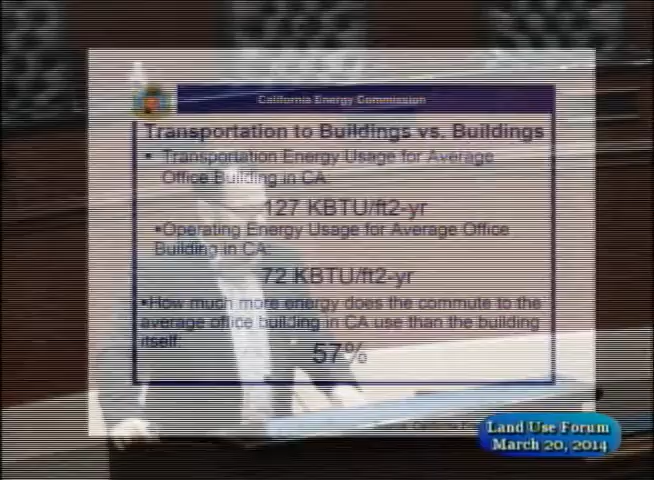 California Energy Commission
Transportation to Buildings vs. Buildings
▪ Transportation Energy Usage for Average
Office Building in CA:
127 KBTU/ft2-yr
▪Operating Energy Usage for Average Office
Building in CA:
72 KBTU/ft2-yr
▪How much more energy does the commute to the
average office building in CA use than the building
itself:
57%
Land Use Forum
March 20, 2014